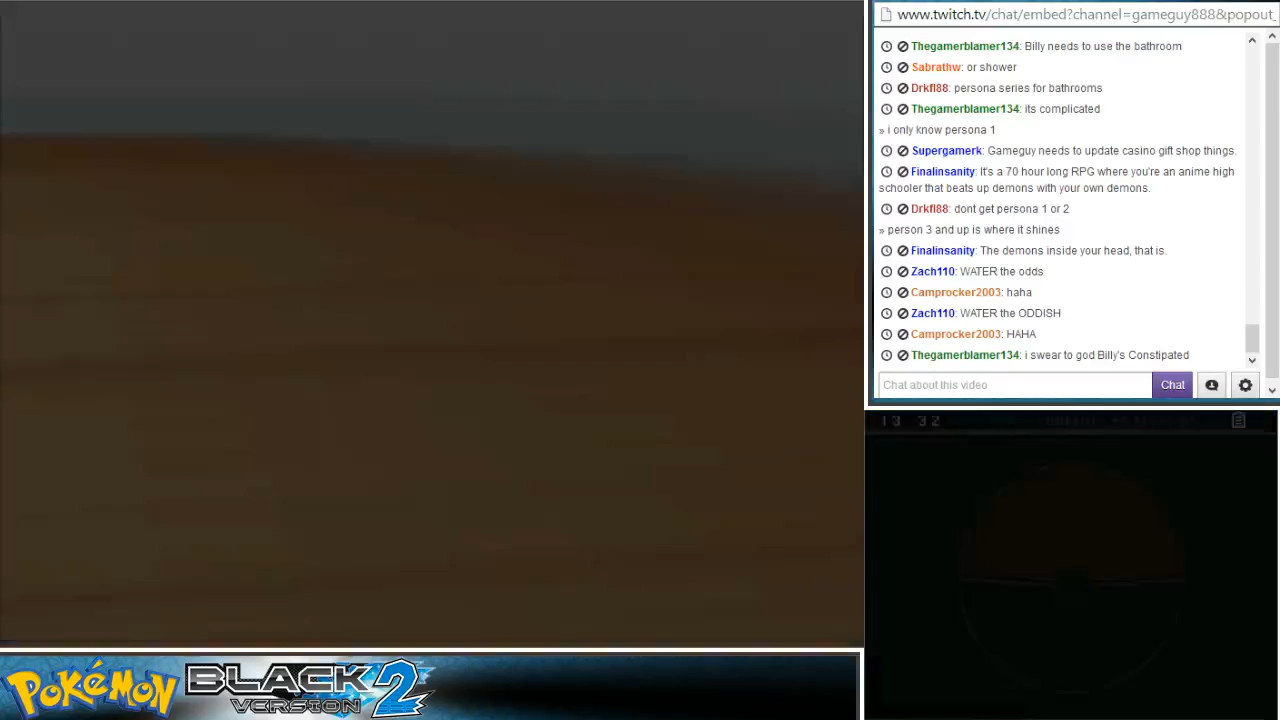 www.twitch.tv/chat/embed?channel=gameguy888&popout_
Thegamerblamer134: Billy needs to use the bathroom
Sabrathw: or shower
Drkfl88: persona series for bathrooms
Thegamerblamer134: its complicated
» i only know persona 1
Supergamerk: Gameguy needs to update casino gift shop things.
Finalinsanity: It's a 70 hour long RPG where you're an anime high
schooler that beats up demons with your own demons.
Drkfl88: dont get persona 1 or 2
» person 3 and up is where it shines
Finalinsanity: The demons inside your head, that is.
Zach110: WATER the odds
Camprocker2003: haha
Zach110: WATER the ODDISH
Camprocker2003: HAHA
Thegamerblamer134: i swear to god Billy's Constipated
Chat about this video
Chat
13 32
POKéMON
BLACK 2
VERSION